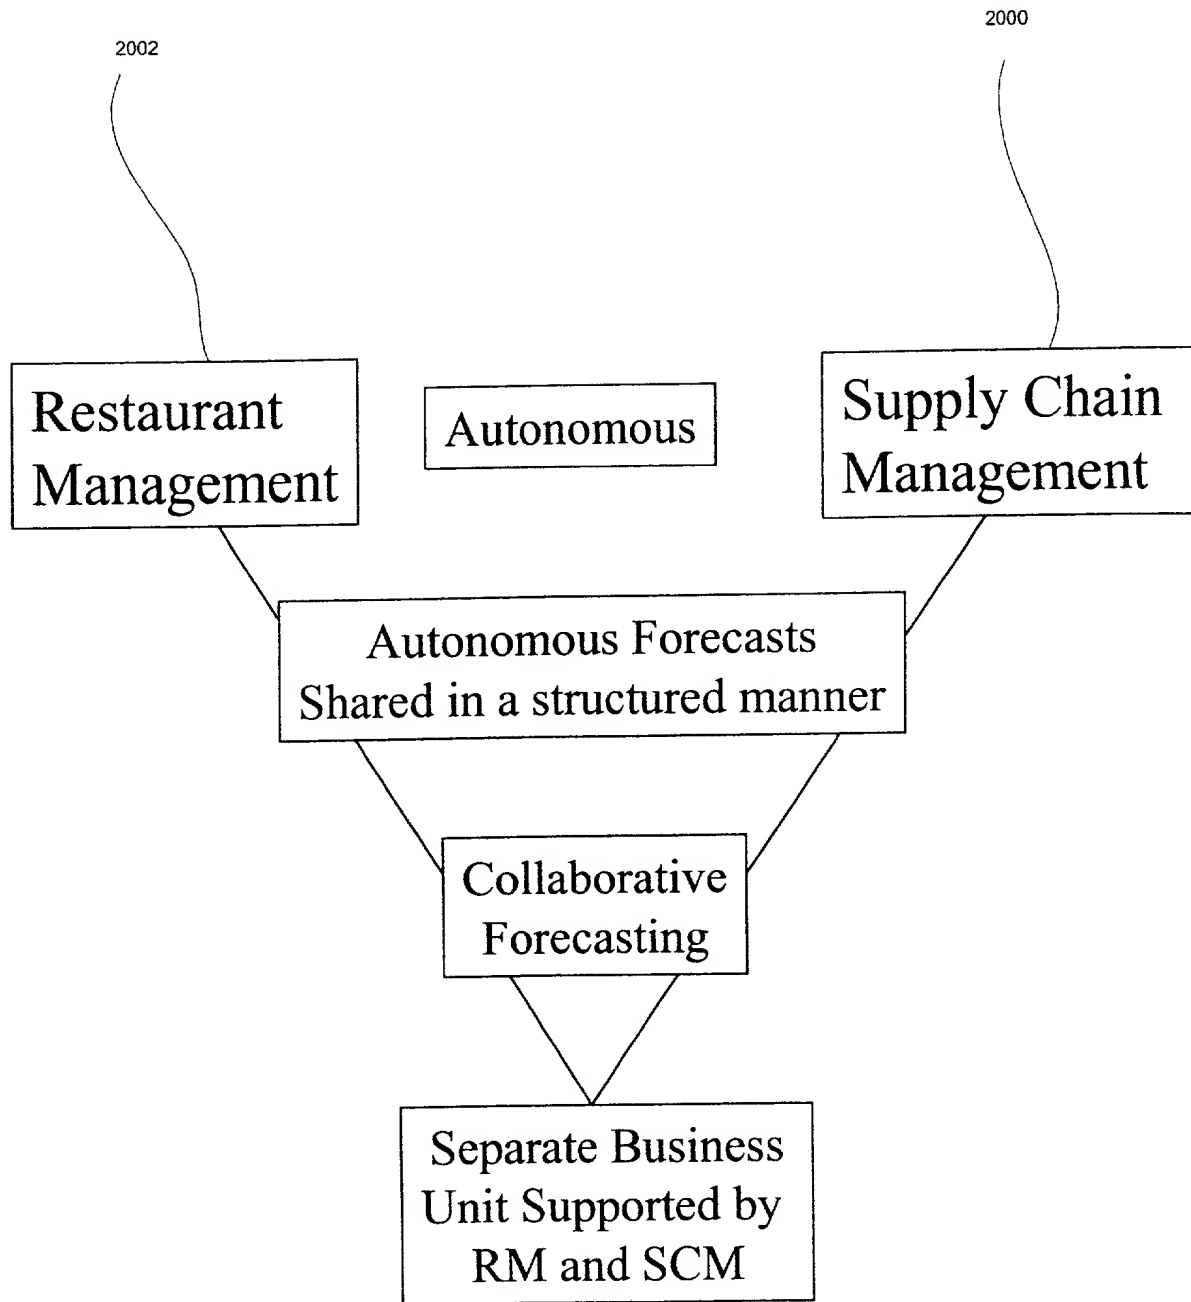 2002
2000
Restaurant
Management
Autonomous
Supply Chain
Management
Autonomous Forecasts
Shared in a structured manner
Collaborative
Forecasting
Separate Business
Unit Supported by
RM and SCM